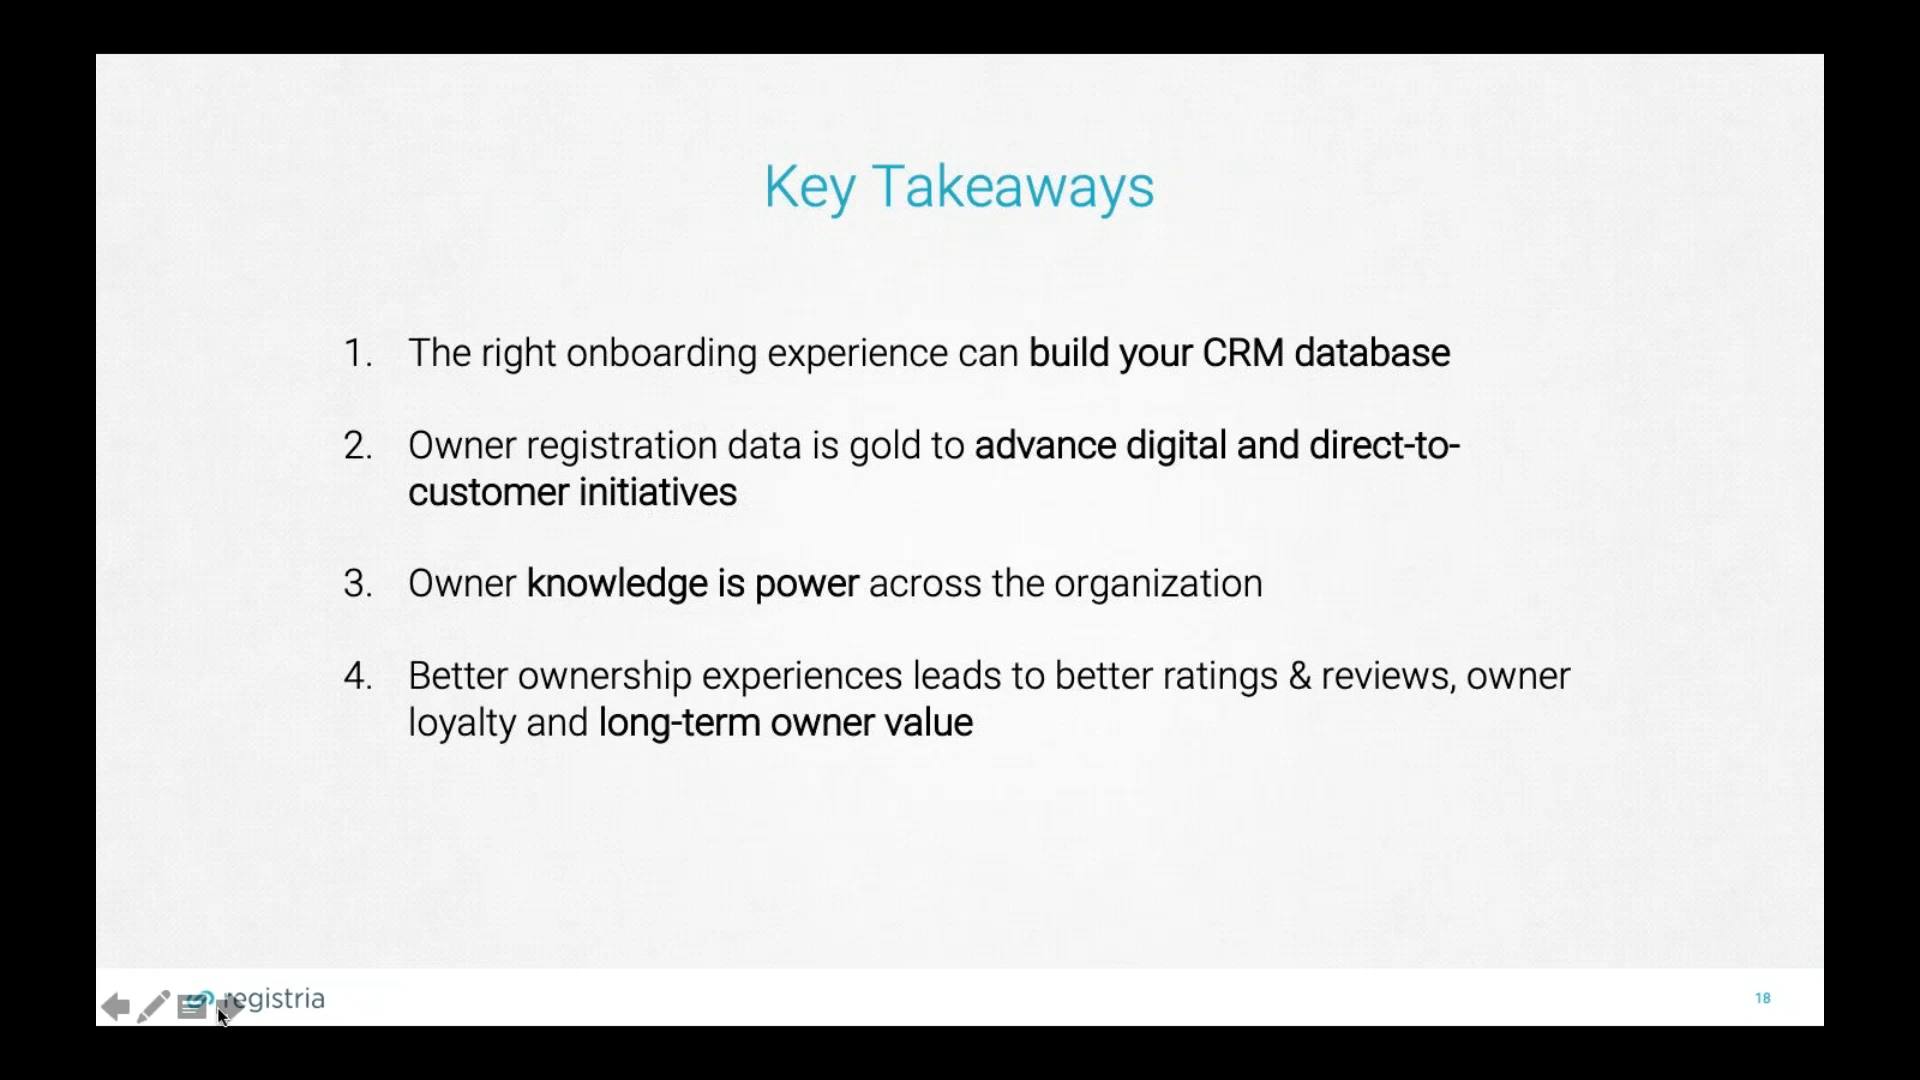 Key Takeaways
1. The right onboarding experience can build your CRM database
2. Owner registration data is gold to advance digital and direct-to-
customer initiatives
3. Owner knowledge is power across the organization
4. Better ownership experiences leads to better ratings & reviews, owner
loyalty and long-term owner value
registria
18